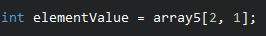 int elementValue = array5[2, 1];